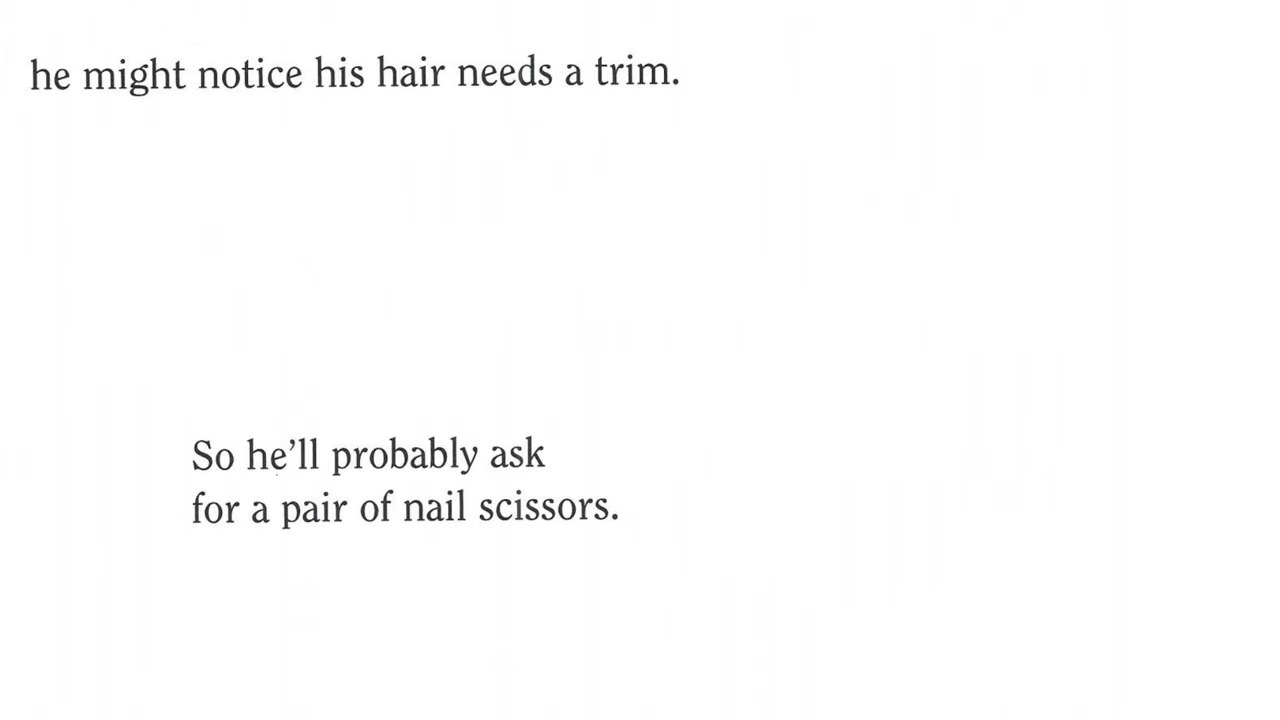 he might notice his hair needs a trim.
So he’ll probably ask
for a pair of nail scissors.